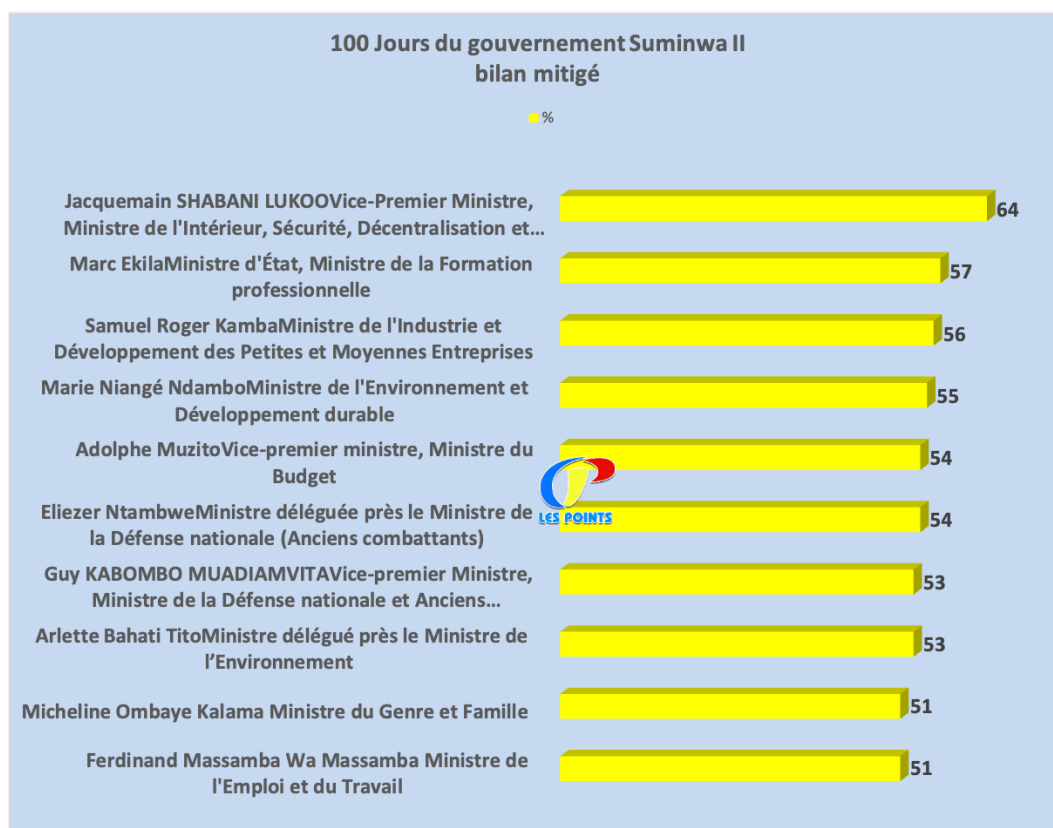 100 Jours du gouvernement Suminwa II
bilan mitigé
%
Jacquemain SHABANI LUKOOVice-Premier Ministre,
Ministre de l'Intérieur, Sécurité, Décentralisation et...
64
Marc EkilaMinistre d'État, Ministre de la Formation
professionnelle
57
Samuel Roger KambaMinistre de l'Industrie et
Développement des Petites et Moyennes Entreprises
56
Marie Niangé NdamboMinistre de l'Environnement et
Développement durable
55
Adolphe MuzitoVice-premier ministre, Ministre du
Budget
54
Eliezer NtambweMinistre déléguée près le Ministre de
la Défense nationale (Anciens combattants)
54
LES POINTS
Guy KABOMBO MUADIAMVITAVice-premier Ministre,
Ministre de la Défense nationale et Anciens...
53
Arlette Bahati TitoMinistre délégué près le Ministre de
l’Environnement
53
Micheline Ombaye Kalama Ministre du Genre et Famille
51
Ferdinand Massamba Wa Massamba Ministre de
l'Emploi et du Travail
51